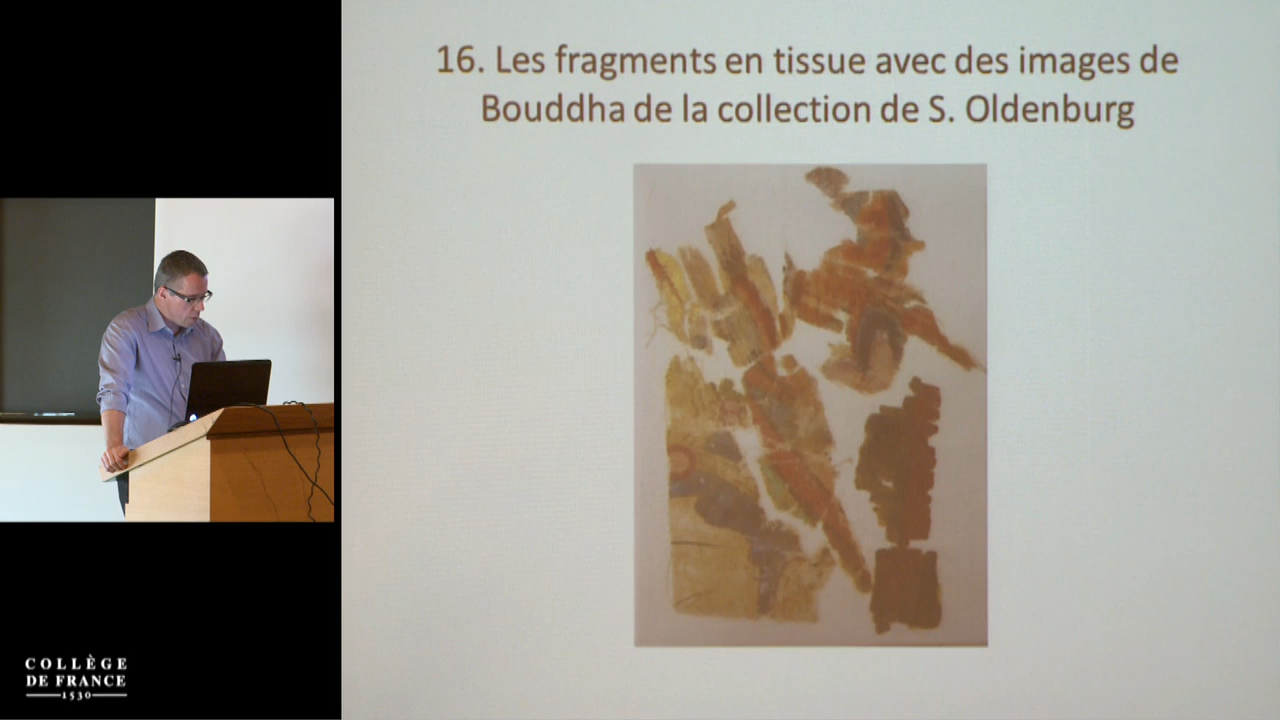 16. Les fragments en tissue avec des images de
Bouddha de la collection de S. Oldenburg
COLLÈGE
DE FRANCE
1530